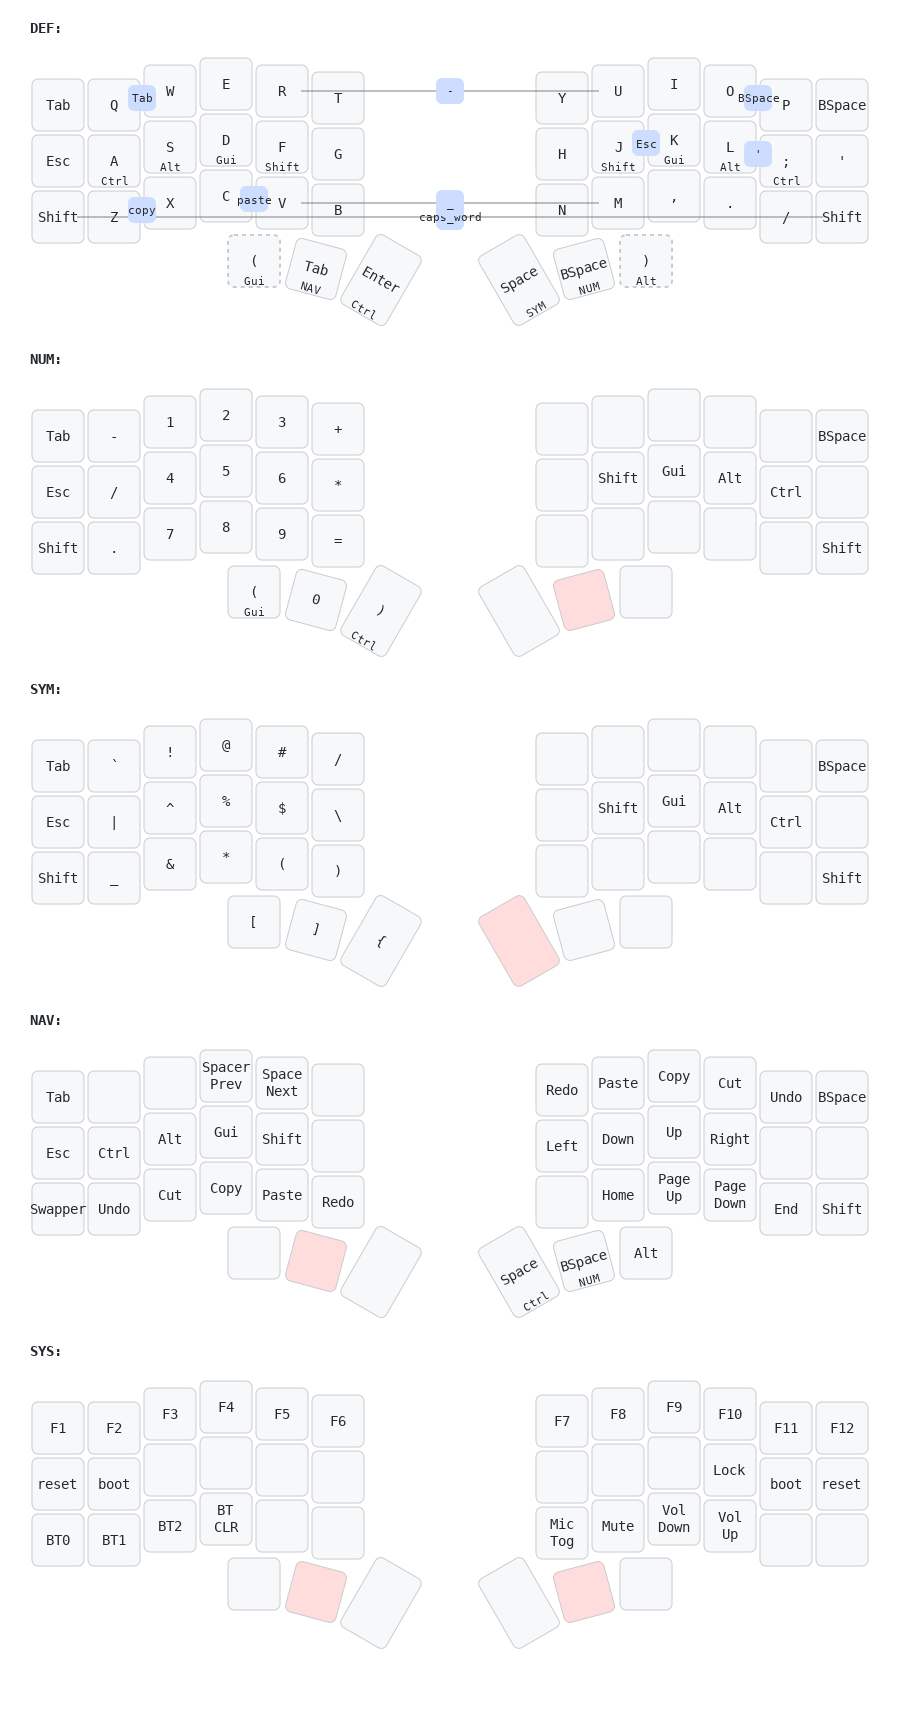 DEF:
Tab Q Tab W E R T - Y U I O BSpace P BSpace
Esc A S D F G H J Esc K L ' ; '
Ctrl Alt Gui Shift Shift Gui Alt Ctrl
Shift Z copy X C paste V B _ N M , . / Shift
caps_word
( Tab Enter Space BSpace )
Gui NAV Ctrl SYM NUM Alt
NUM:
Tab - 1 2 3 + BSpace
Esc / 4 5 6 * Shift Gui Alt Ctrl
Shift . 7 8 9 = Shift
( 0 )
Gui Ctrl
SYM:
Tab ` ! @ # / BSpace
Esc | ^ % $ \ Shift Gui Alt Ctrl
Shift _ & * ( ) Shift
[ ] {
NAV:
Tab Spacer Prev Space Next Redo Paste Copy Cut Undo BSpace
Esc Ctrl Alt Gui Shift Left Down Up Right
Swapper Undo Cut Copy Paste Redo Home Page Up Page Down End Shift
Space BSpace Alt
Ctrl NUM
SYS:
F1 F2 F3 F4 F5 F6 F7 F8 F9 F10 F11 F12
reset boot Lock boot reset
BT0 BT1 BT2 BT CLR Mic Tog Mute Vol Down Vol Up